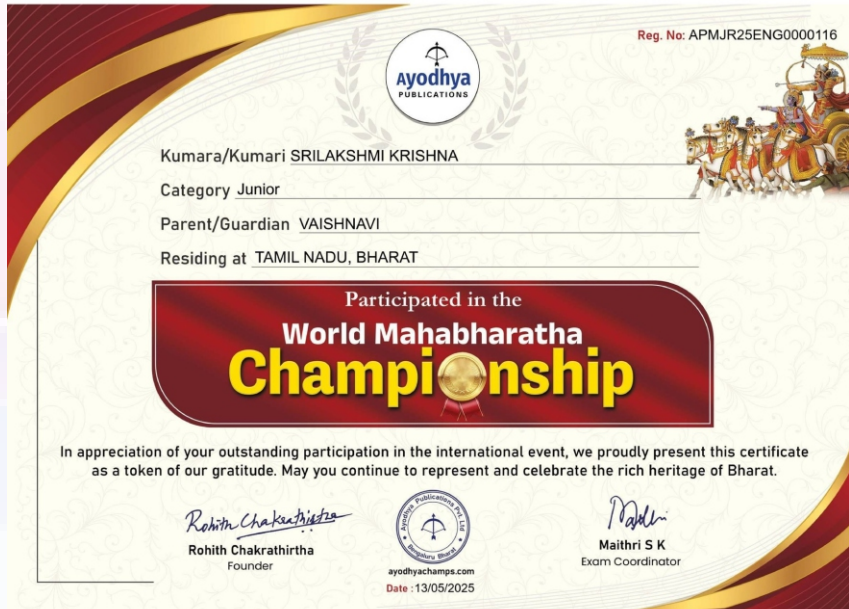 Reg. No: APMJR25ENG0000116
Ayodhya
PUBLICATIONS
Kumara/Kumari SRILAKSHMI KRISHNA
Category Junior
Parent/Guardian VAISHNAVI
Residing at TAMIL NADU, BHARAT
Participated in the
World Mahabharatha
Championship
In appreciation of your outstanding participation in the international event, we proudly present this certificate
as a token of our gratitude. May you continue to represent and celebrate the rich heritage of Bharat.
Rohith Chakrathirtha
Rohith Chakrathirtha
Founder
Ayodhya Publications Pvt Ltd
Bengaluru Bharat
ayodhyachamps.com
Date : 13/05/2025
Maithri S K
Exam Coordinator